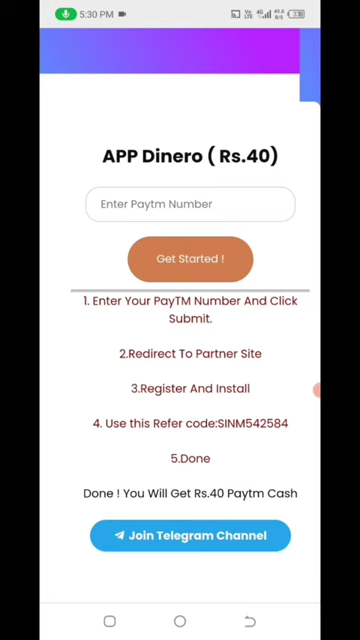 5:30 PM
4G
APP Dinero ( Rs.40)
Enter Paytm Number
Get Started !
1. Enter Your PayTM Number And Click
Submit.
2.Redirect To Partner Site
3.Register And Install
4. Use this Refer code:SINM542584
5.Done
Done ! You Will Get Rs.40 Paytm Cash
Join Telegram Channel